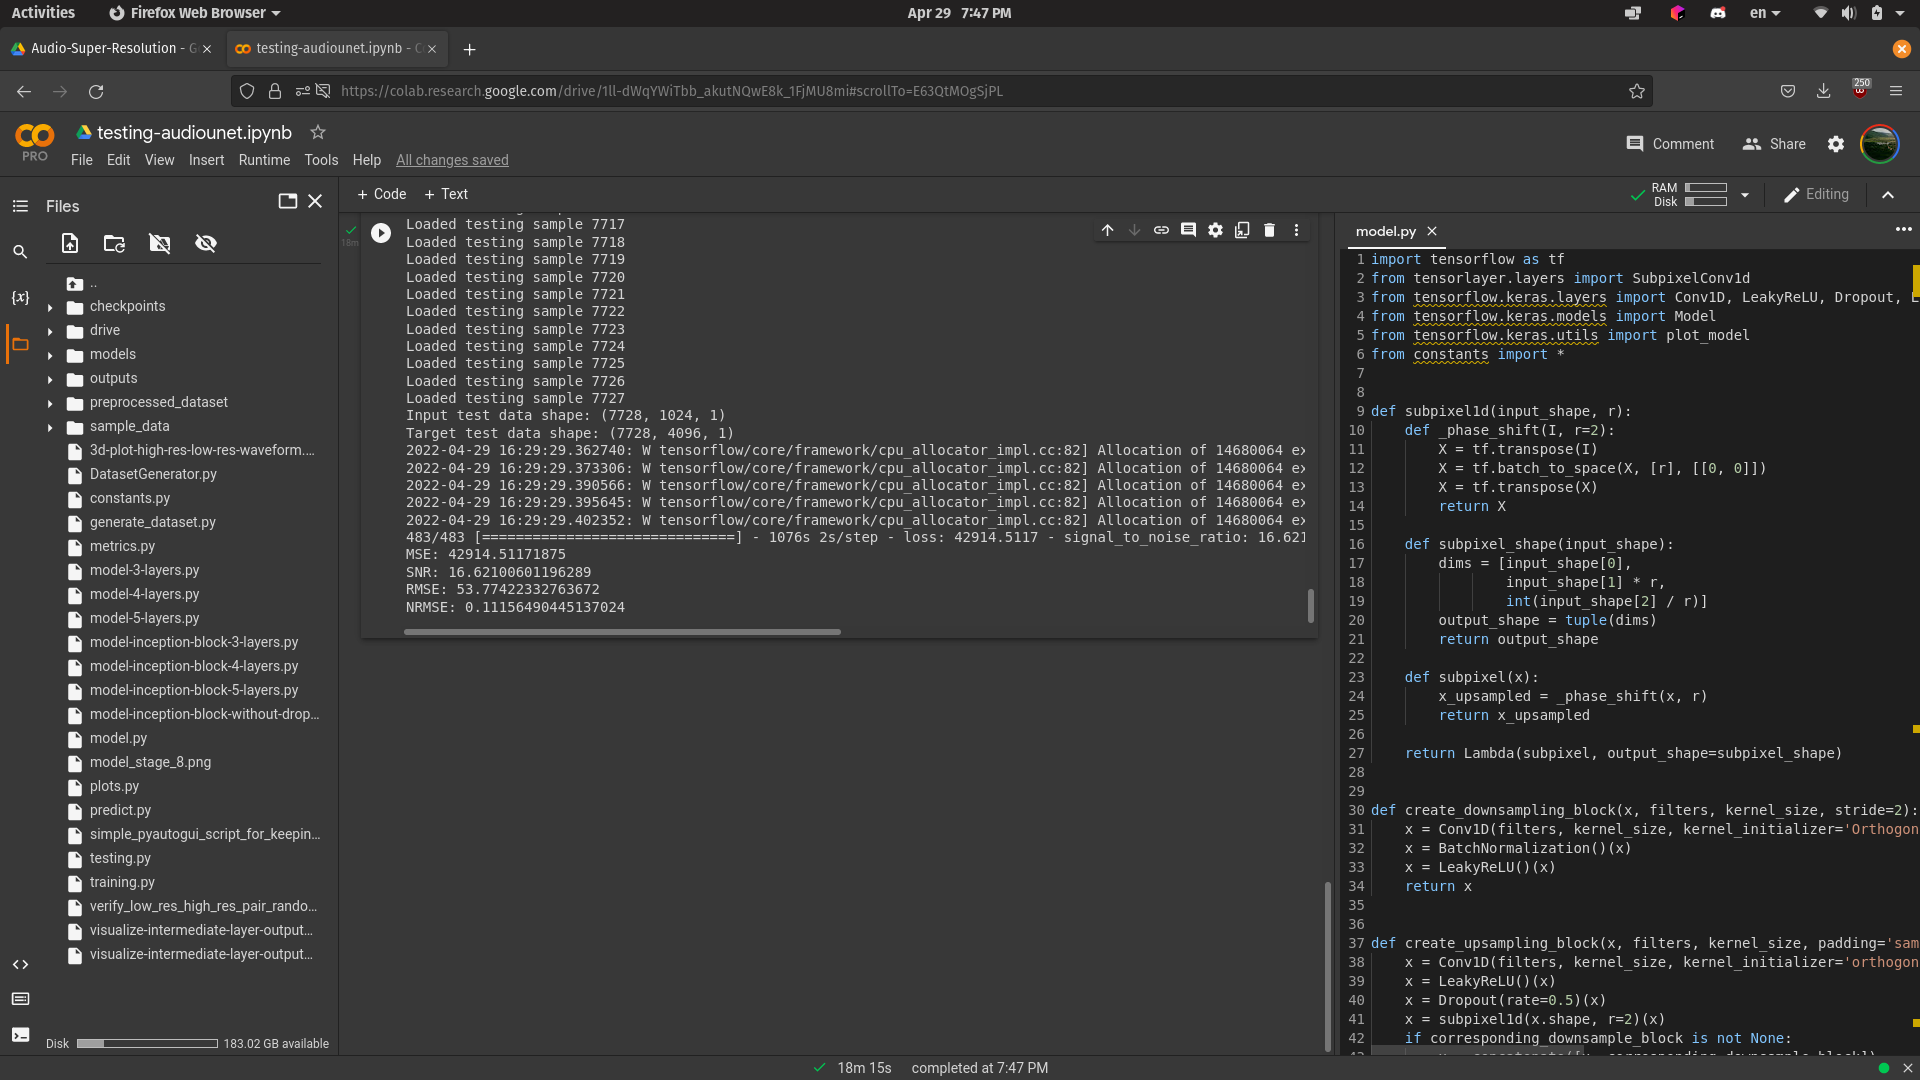 Activities
Firefox Web Browser
Apr 29 7:47 PM
en
Audio-Super-Resolution - G
testing-audiounet.ipynb - C
https://colab.research.google.com/drive/1ll-dWqYWiTbb_akutNQwE8k_1FjMU8mi#scrollTo=E63QtMOgSjPL
250
PRO
testing-audiounet.ipynb
File Edit View Insert Runtime Tools Help All changes saved
Comment
Share
Files
+ Code + Text
RAM
Disk
Editing
..
checkpoints
drive
models
outputs
preprocessed_dataset
sample_data
3d-plot-high-res-low-res-waveform....
DatasetGenerator.py
constants.py
generate_dataset.py
metrics.py
model-3-layers.py
model-4-layers.py
model-5-layers.py
model-inception-block-3-layers.py
model-inception-block-4-layers.py
model-inception-block-5-layers.py
model-inception-block-without-drop...
model.py
model_stage_8.png
plots.py
predict.py
simple_pyautogui_script_for_keepin...
testing.py
training.py
verify_low_res_high_res_pair_rando...
visualize-intermediate-layer-output...
visualize-intermediate-layer-output...
Disk 183.02 GB available
18m
Loaded testing sample 7717
Loaded testing sample 7718
Loaded testing sample 7719
Loaded testing sample 7720
Loaded testing sample 7721
Loaded testing sample 7722
Loaded testing sample 7723
Loaded testing sample 7724
Loaded testing sample 7725
Loaded testing sample 7726
Loaded testing sample 7727
Input test data shape: (7728, 1024, 1)
Target test data shape: (7728, 4096, 1)
2022-04-29 16:29:29.362740: W tensorflow/core/framework/cpu_allocator_impl.cc:82] Allocation of 14680064 ex
2022-04-29 16:29:29.373306: W tensorflow/core/framework/cpu_allocator_impl.cc:82] Allocation of 14680064 ex
2022-04-29 16:29:29.390566: W tensorflow/core/framework/cpu_allocator_impl.cc:82] Allocation of 14680064 ex
2022-04-29 16:29:29.395645: W tensorflow/core/framework/cpu_allocator_impl.cc:82] Allocation of 14680064 ex
2022-04-29 16:29:29.402352: W tensorflow/core/framework/cpu_allocator_impl.cc:82] Allocation of 14680064 ex
483/483 [==============================] - 1076s 2s/step - loss: 42914.5117 - signal_to_noise_ratio: 16.621
MSE: 42914.51171875
SNR: 16.62100601196289
RMSE: 53.77422332763672
NRMSE: 0.11156490445137024
model.py
1 import tensorflow as tf
2 from tensorlayer.layers import SubpixelConv1d
3 from tensorflow.keras.layers import Conv1D, LeakyReLU, Dropout,
4 from tensorflow.keras.models import Model
5 from tensorflow.keras.utils import plot_model
6 from constants import *
7
8
9 def subpixel1d(input_shape, r):
10 def _phase_shift(I, r=2):
11 X = tf.transpose(I)
12 X = tf.batch_to_space(X, [r], [[0, 0]])
13 X = tf.transpose(X)
14 return X
15
16 def subpixel_shape(input_shape):
17 dims = [input_shape[0],
18 input_shape[1] * r,
19 int(input_shape[2] / r)]
20 output_shape = tuple(dims)
21 return output_shape
22
23 def subpixel(x):
24 x_upsampled = _phase_shift(x, r)
25 return x_upsampled
26
27 return Lambda(subpixel, output_shape=subpixel_shape)
28
29
30 def create_downsampling_block(x, filters, kernel_size, stride=2):
31 x = Conv1D(filters, kernel_size, kernel_initializer='Orthogon
32 x = BatchNormalization()(x)
33 x = LeakyReLU()(x)
34 return x
35
36
37 def create_upsampling_block(x, filters, kernel_size, padding='sam
38 x = Conv1D(filters, kernel_size, kernel_initializer='orthogon
39 x = LeakyReLU()(x)
40 x = Dropout(rate=0.5)(x)
41 x = subpixel1d(x.shape, r=2)(x)
42 if corresponding_downsample_block is not None:
18m 15s completed at 7:47 PM